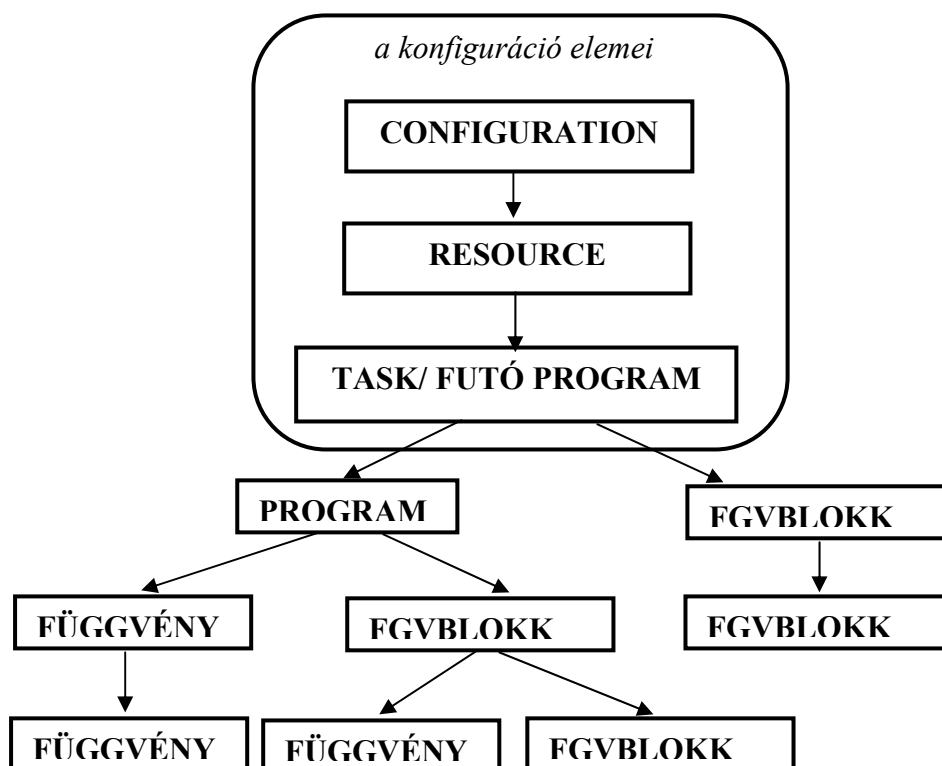 a konfiguráció elemei
CONFIGURATION
RESOURCE
TASK/ FUTÓ PROGRAM
PROGRAM
FGVBLOKK
FÜGGVÉNY
FGVBLOKK
FGVBLOKK
FÜGGVÉNY
FÜGGVÉNY
FGVBLOKK